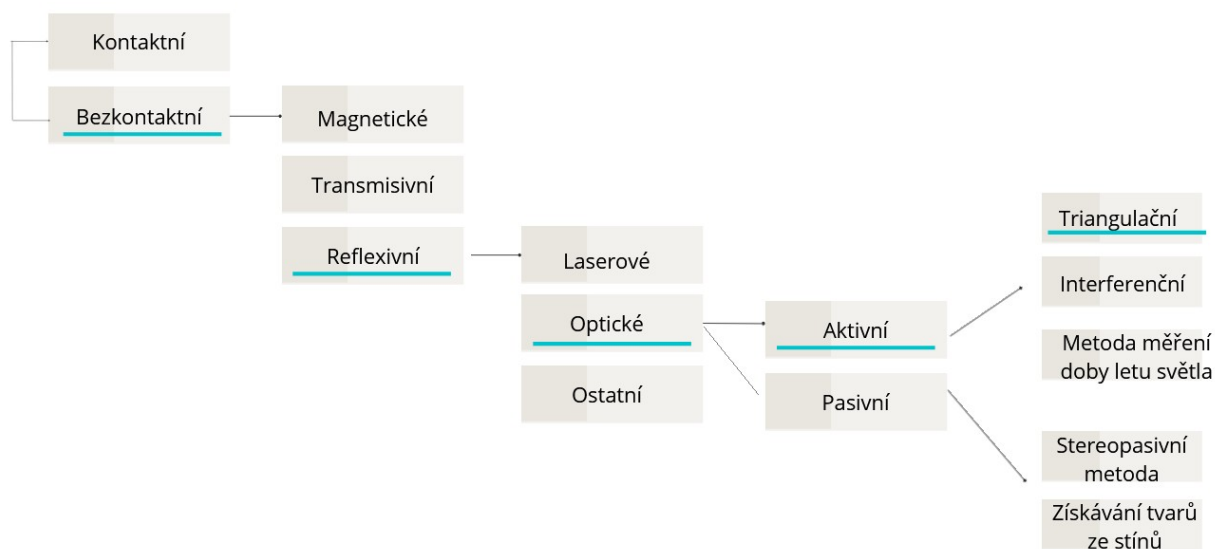 Kontaktní
Bezkontaktní
Magnetické
Transmisivní
Reflexivní
Laserové
Optické
Ostatní
Aktivní
Pasivní
Triangulační
Interferenční
Metoda měření
doby letu světla
Stereopasivní
metoda
Získávání tvarů
ze stínů